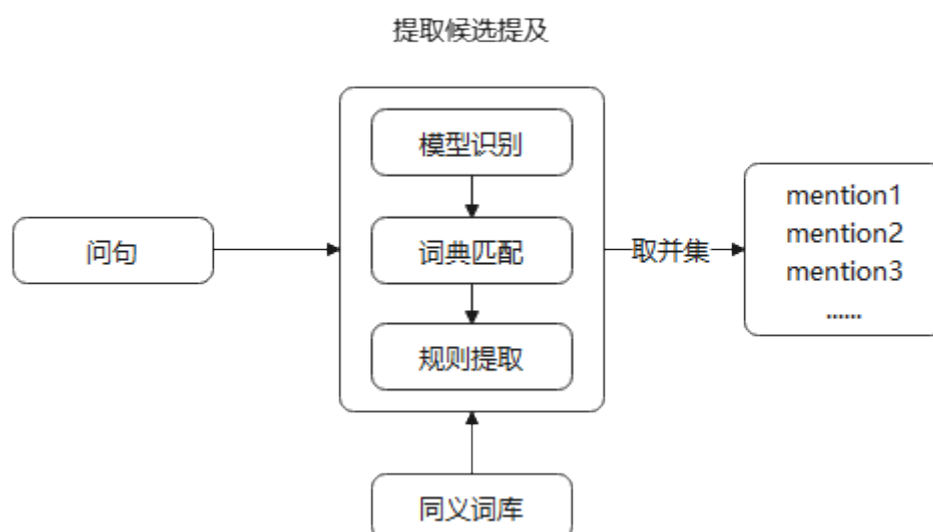 提取候选提及
模型识别
问句
词典匹配
取并集
规则提取
mention1
mention2
mention3
......
同义词库